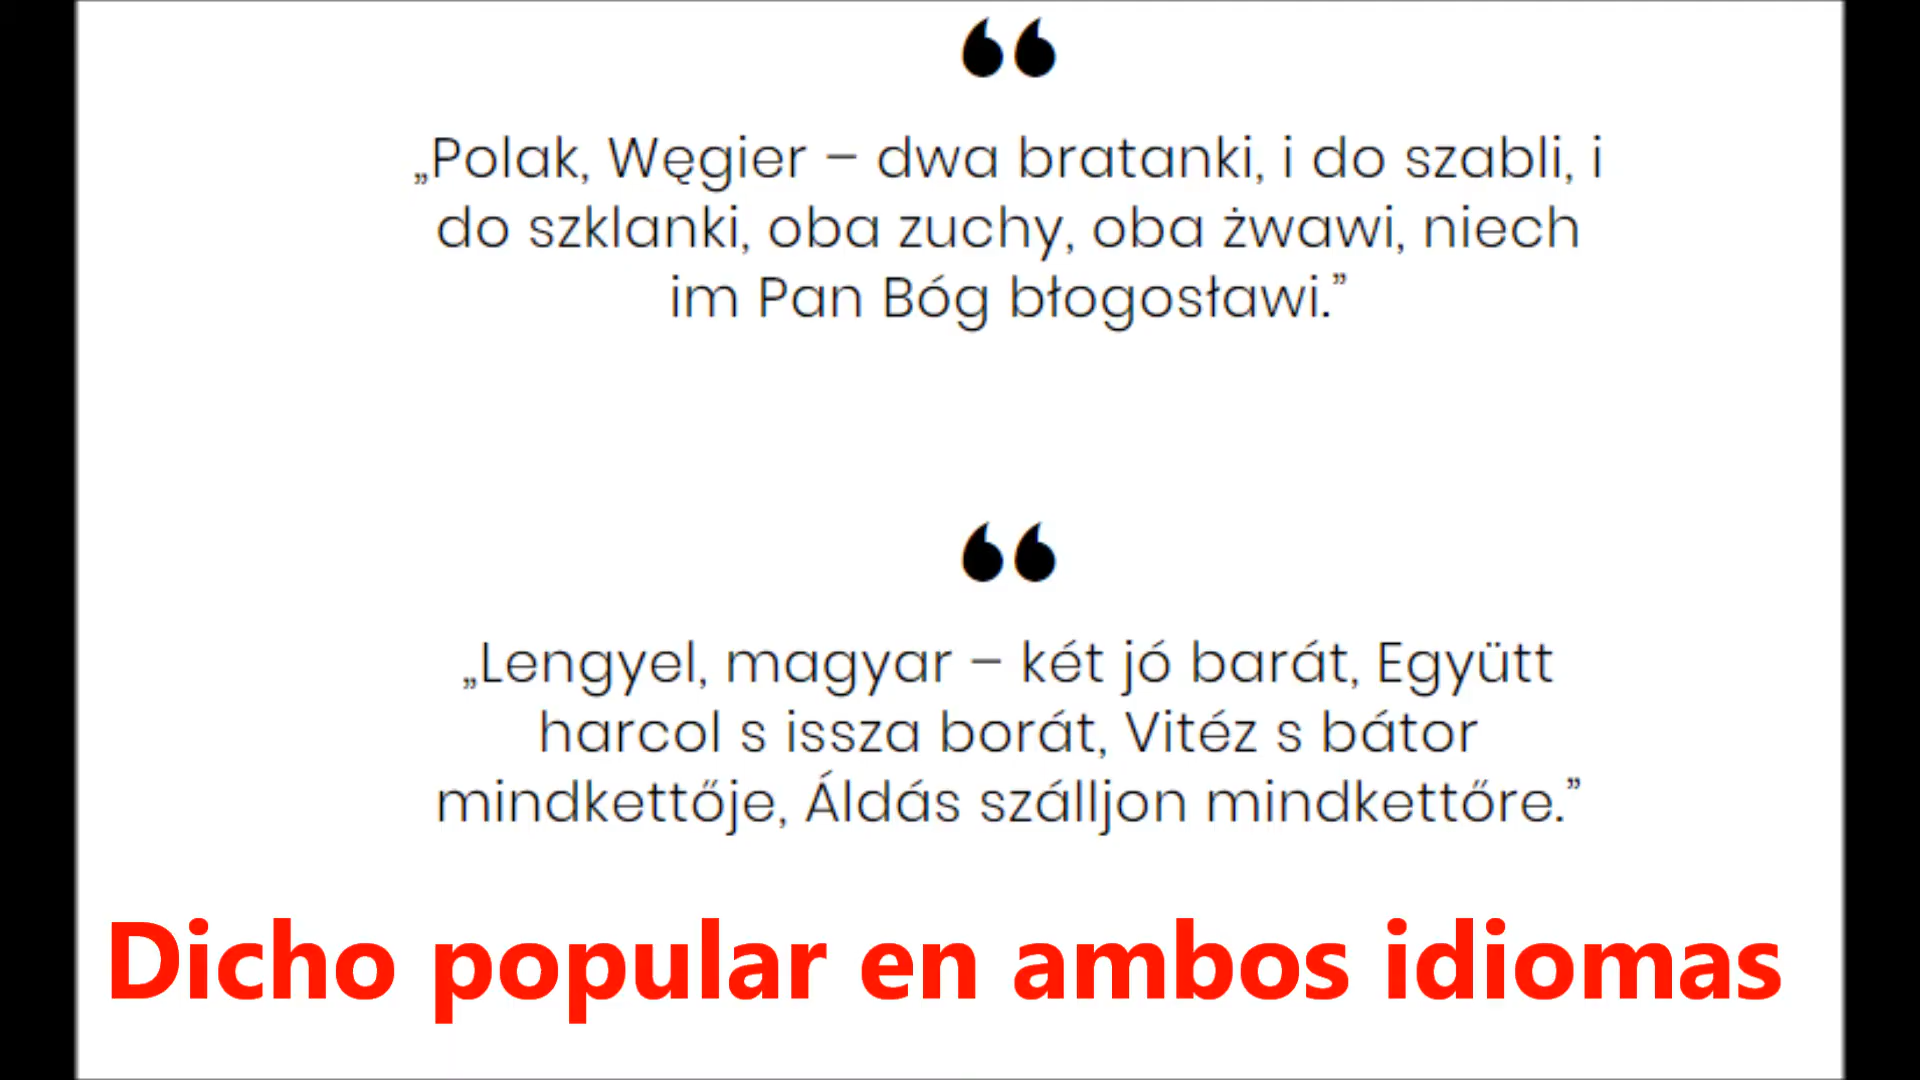 „Polak, Węgier – dwa bratanki, i do szabli, i
do szklanki, oba zuchy, oba żwawi, niech
im Pan Bóg błogosławi.”
„Lengyel, magyar – két jó barát, Együtt
harcol s issza borát, Vitéz s bátor
mindkettője, Áldás szálljon mindkettőre.”
Dicho popular en ambos idiomas